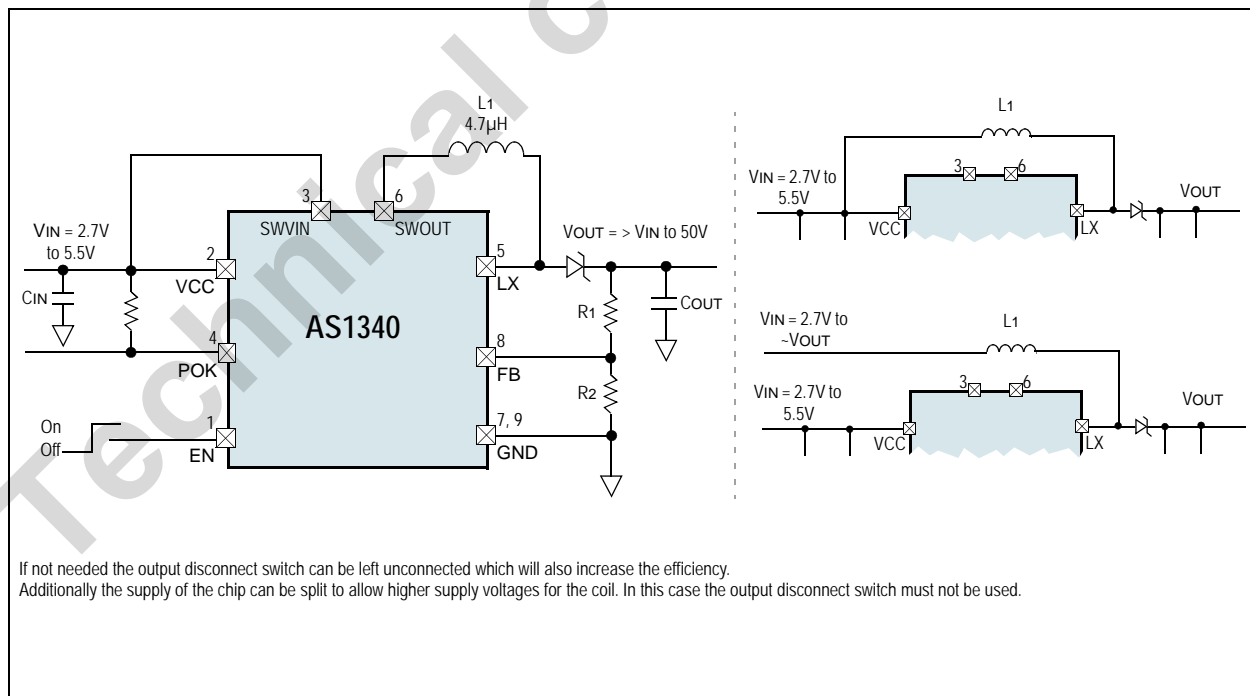 Technical c
L1
4.7µH
3
6
SWVIN
SWOUT
VIN = 2.7V
to 5.5V
2
VCC
CIN
VOUT = > VIN to 50V
5
LX
R1
COUT
AS1340
4
POK
8
FB
R2
On
Off
1
EN
7, 9
GND
L1
3
6
VIN = 2.7V to
5.5V
VCC
LX
VOUT
VIN = 2.7V to
~VOUT
L1
3
6
VIN = 2.7V to
5.5V
VCC
LX
VOUT
If not needed the output disconnect switch can be left unconnected which will also increase the efficiency.
Additionally the supply of the chip can be split to allow higher supply voltages for the coil. In this case the output disconnect switch must not be used.